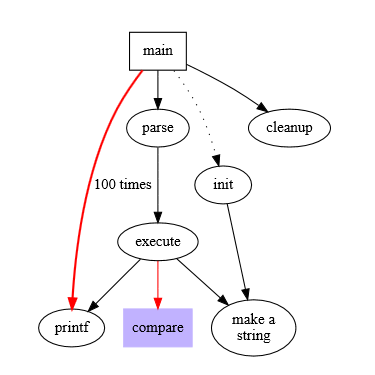 main
parse
cleanup
100 times
init
execute
printf
compare
make a
string